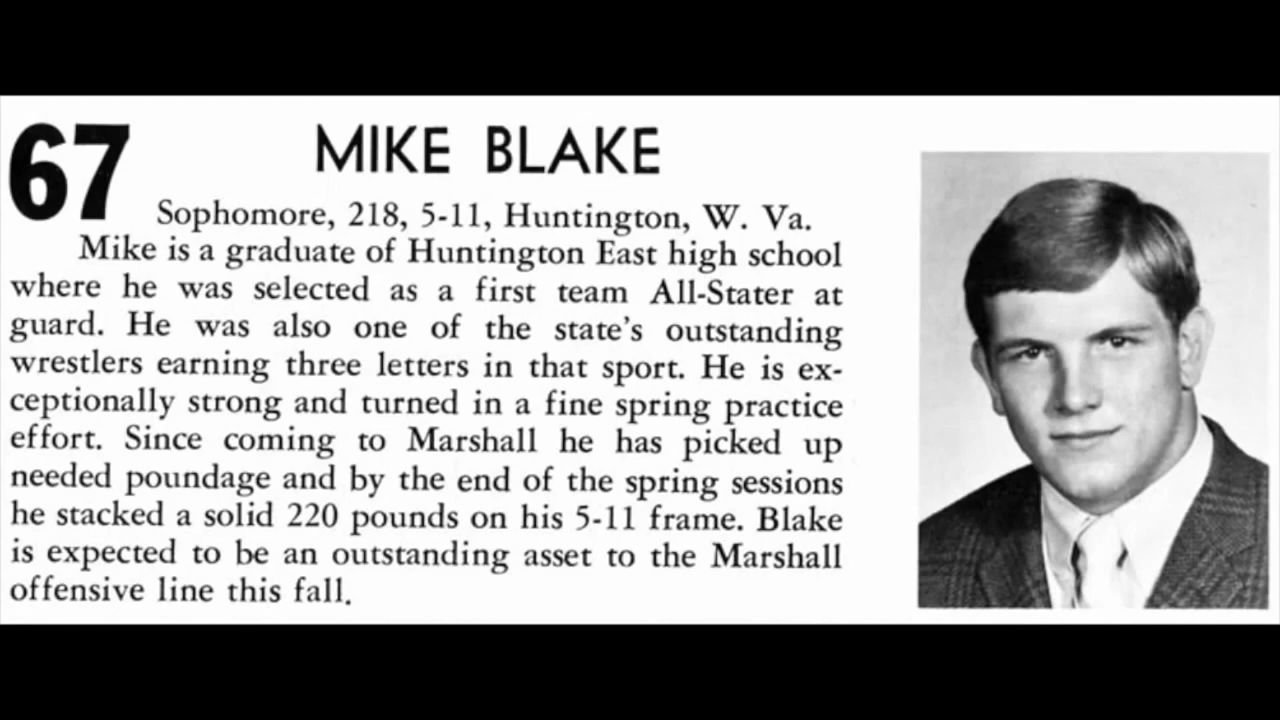 67
MIKE BLAKE
Sophomore, 218, 5-11, Huntington, W. Va.
Mike is a graduate of Huntington East high school
where he was selected as a first team All-Stater at
guard. He was also one of the state's outstanding
wrestlers earning three letters in that sport. He is ex-
ceptionally strong and turned in a fine spring practice
effort. Since coming to Marshall he has picked up
needed poundage and by the end of the spring sessions
he stacked a solid 220 pounds on his 5-11 frame. Blake
is expected to be an outstanding asset to the Marshall
offensive line this fall.